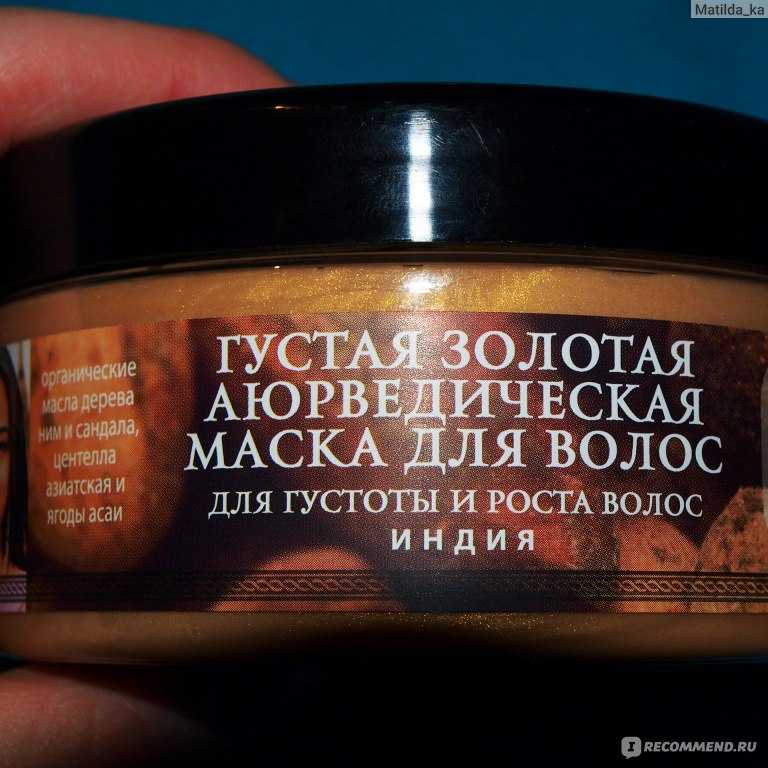 Matilda_ka
органические
масла дерева
ним и сандала,
центелла
азиатская и
ягоды асаи
ГУСТАЯ ЗОЛОТАЯ
АЮРВЕДИЧЕСКАЯ
МАСКА ДЛЯ ВОЛОС
ДЛЯ ГУСТОТЫ И РОСТА ВОЛОС
ИНДИЯ
IRECOMMEND.RU